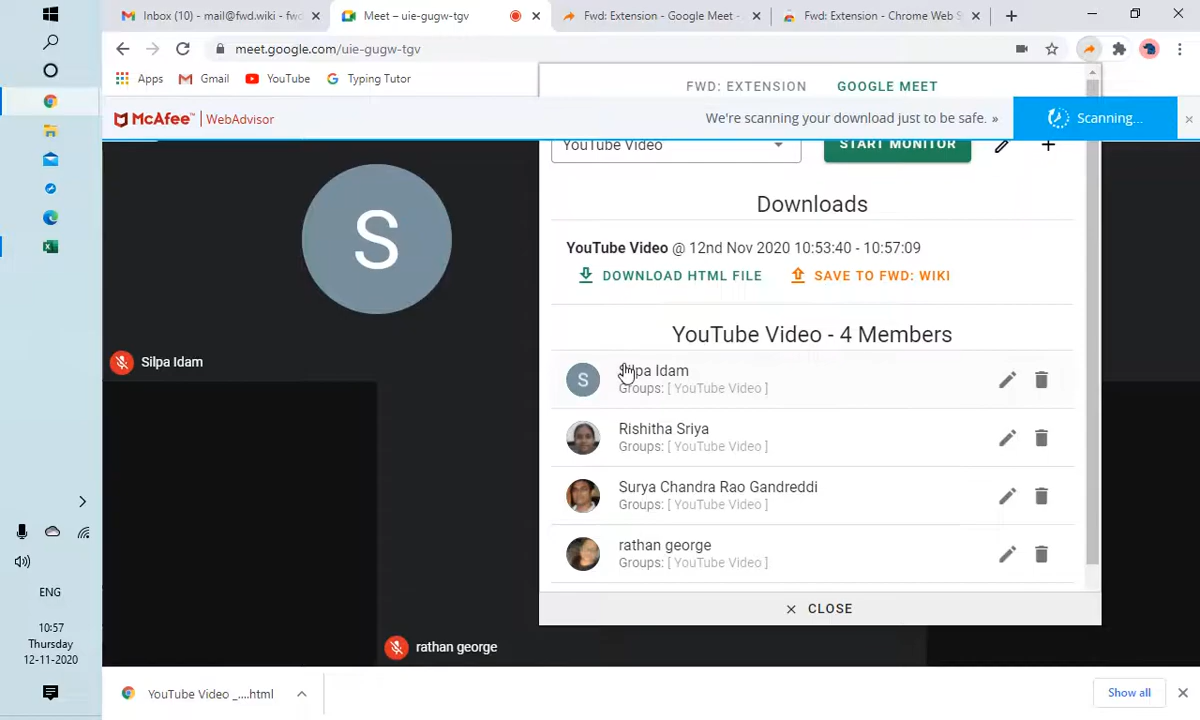 Inbox (10) - mail@fwd.wiki - fwd
Meet – uie-gugw-tgv
Fwd: Extension - Google Meet -
Fwd: Extension - Chrome Web S
meet.google.com/uie-gugw-tgv
Apps
Gmail
YouTube
Typing Tutor
FWD: EXTENSION
GOOGLE MEET
McAfee™ | WebAdvisor
We're scanning your download just to be safe. »
Scanning...
YouTube Video
START MONITOR
Downloads
YouTube Video @ 12nd Nov 2020 10:53:40 - 10:57:09
DOWNLOAD HTML FILE
SAVE TO FWD: WIKI
YouTube Video - 4 Members
S
Silpa Idam
S
Silpa Idam
Groups: [ YouTube Video ]
Rishitha Sriya
Groups: [ YouTube Video ]
Surya Chandra Rao Gandreddi
Groups: [ YouTube Video ]
rathan george
Groups: [ YouTube Video ]
CLOSE
rathan george
ENG
10:57
Thursday
12-11-2020
YouTube Video _....html
Show all